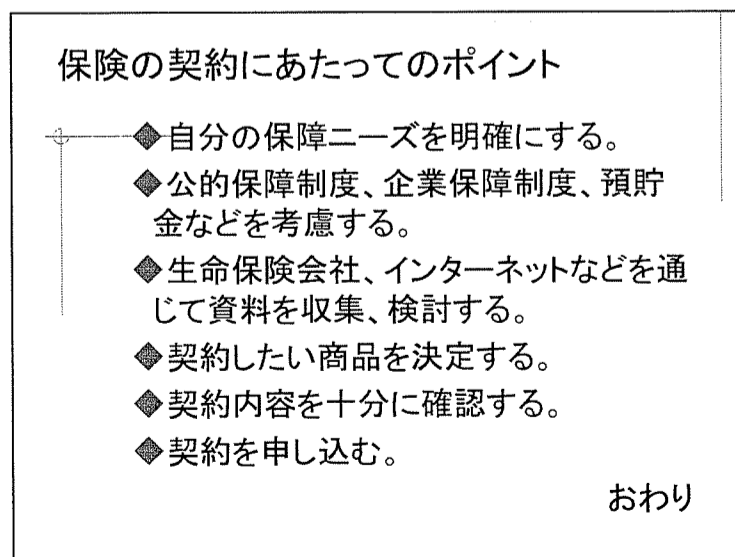 保険の契約にあたってのポイント
◆自分の保障ニーズを明確にする。
◆公的保障制度、企業保障制度、預貯
金などを考慮する。
◆生命保険会社、インターネットなどを通
じて資料を収集、検討する。
◆契約したい商品を決定する。
◆契約内容を十分に確認する。
◆契約を申し込む。
おわり